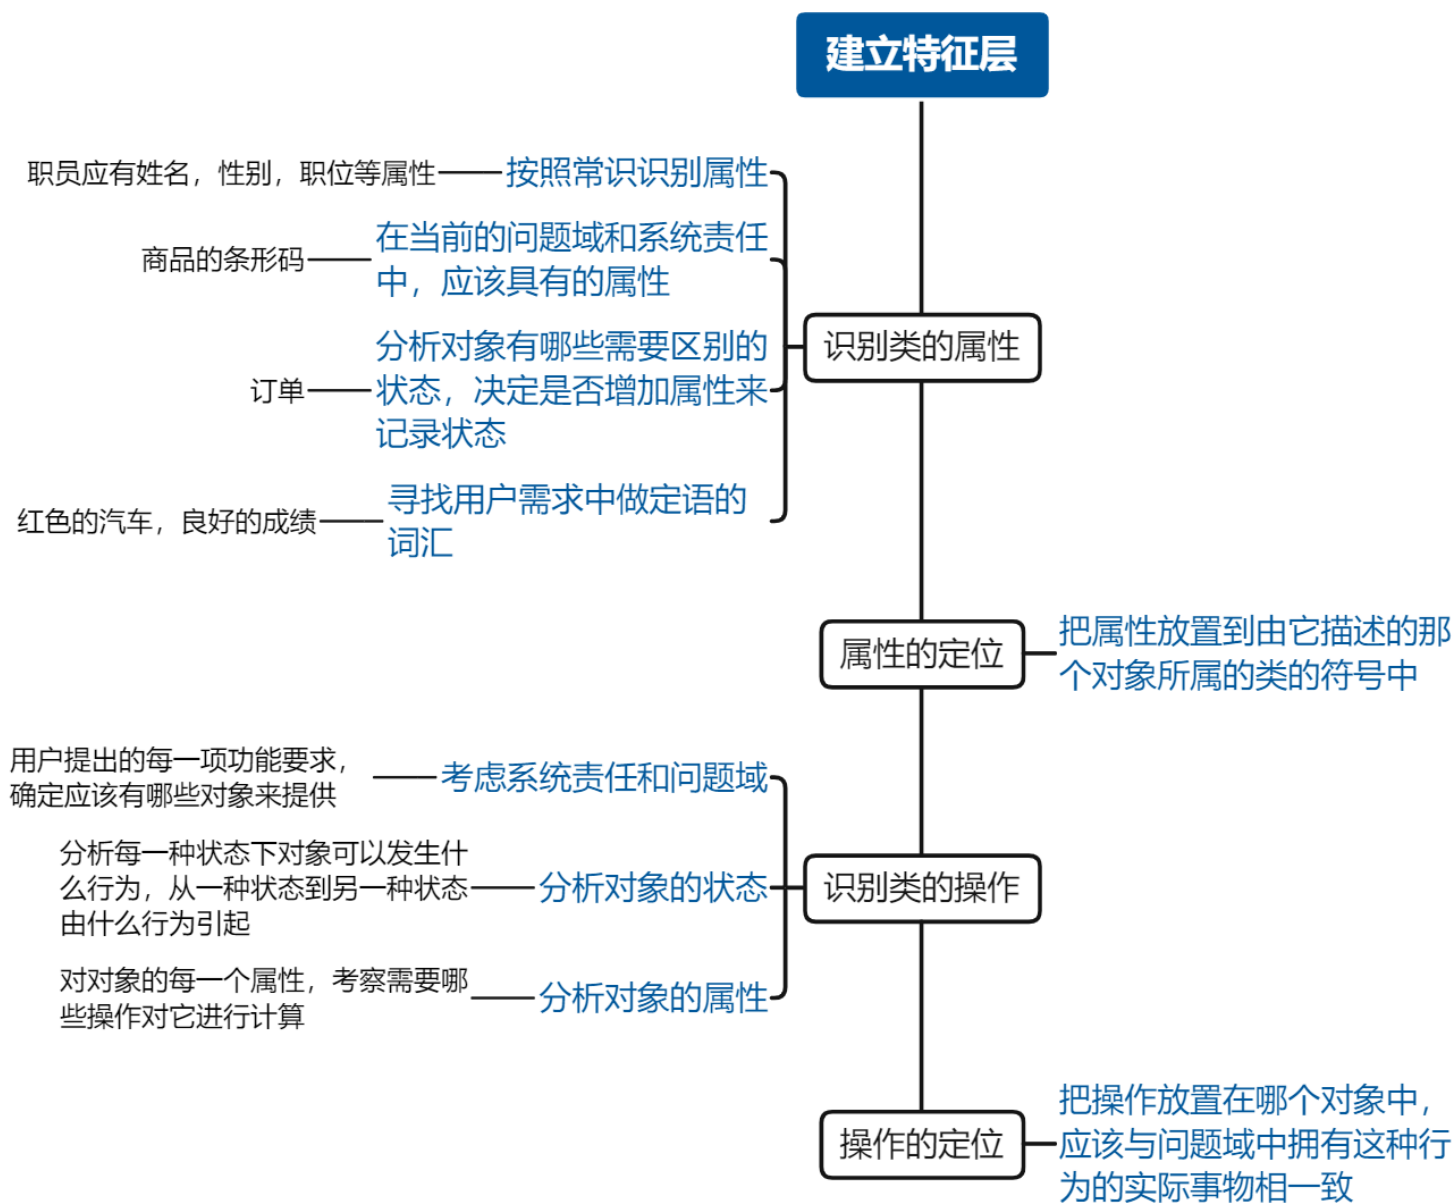 建立特征层
识别类的属性
按照常识识别属性
职员应有姓名，性别，职位等属性
在当前的问题域和系统责任
中，应该具有的属性
商品的条形码
分析对象有哪些需要区别的
状态，决定是否增加属性来
记录状态
订单
寻找用户需求中做定语的
词汇
红色的汽车，良好的成绩
属性的定位
把属性放置到由它描述的那
个对象所属的类的符号中
识别类的操作
考虑系统责任和问题域
用户提出的每一项功能要求，
确定应该有哪些对象来提供
分析对象的状态
分析每一种状态下对象可以发生什
么行为，从一种状态到另一种状态
由什么行为引起
分析对象的属性
对对象的每一个属性，考察需要哪
些操作对它进行计算
操作的定位
把操作放置在哪个对象中，
应该与问题域中拥有这种行
为的实际事物相一致